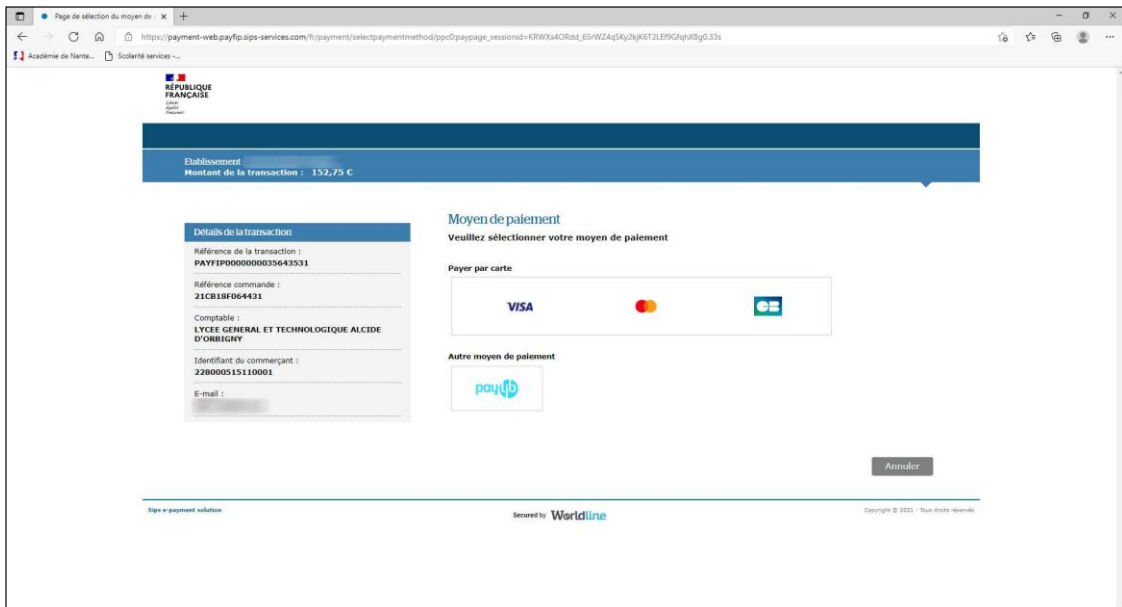 Page de sélection du moyen de
https://payment-web.payfip.sips-services.com/fr/payment/selectpaymentmethod/ppc0:paypage_sessionid=KRWXs4ORdd_6SrWZ4qSKy2kjK6T2LEf9GfqhX8g0.33s
Académie de Nante... Scolarité services -...
RÉPUBLIQUE
FRANÇAISE
Liberté
Égalité
Fraternité
Etablissement :
Montant de la transaction : 152,75 €
Détails de la transaction
Référence de la transaction :
PAYFIP0000000035643531
Référence commande :
21CB18F064431
Comptable :
LYCEE GENERAL ET TECHNOLOGIQUE ALCIDE
D'ORBIGNY
Identifiant du commerçant :
228000515110001
E-mail :
Moyen de paiement
Veuillez sélectionner votre moyen de paiement
Payer par carte
VISA
CB
Autre moyen de paiement
paylib
Annuler
Sips e-payment solution
Secured by Worldline
Copyright © 2021 - Tous droits réservés